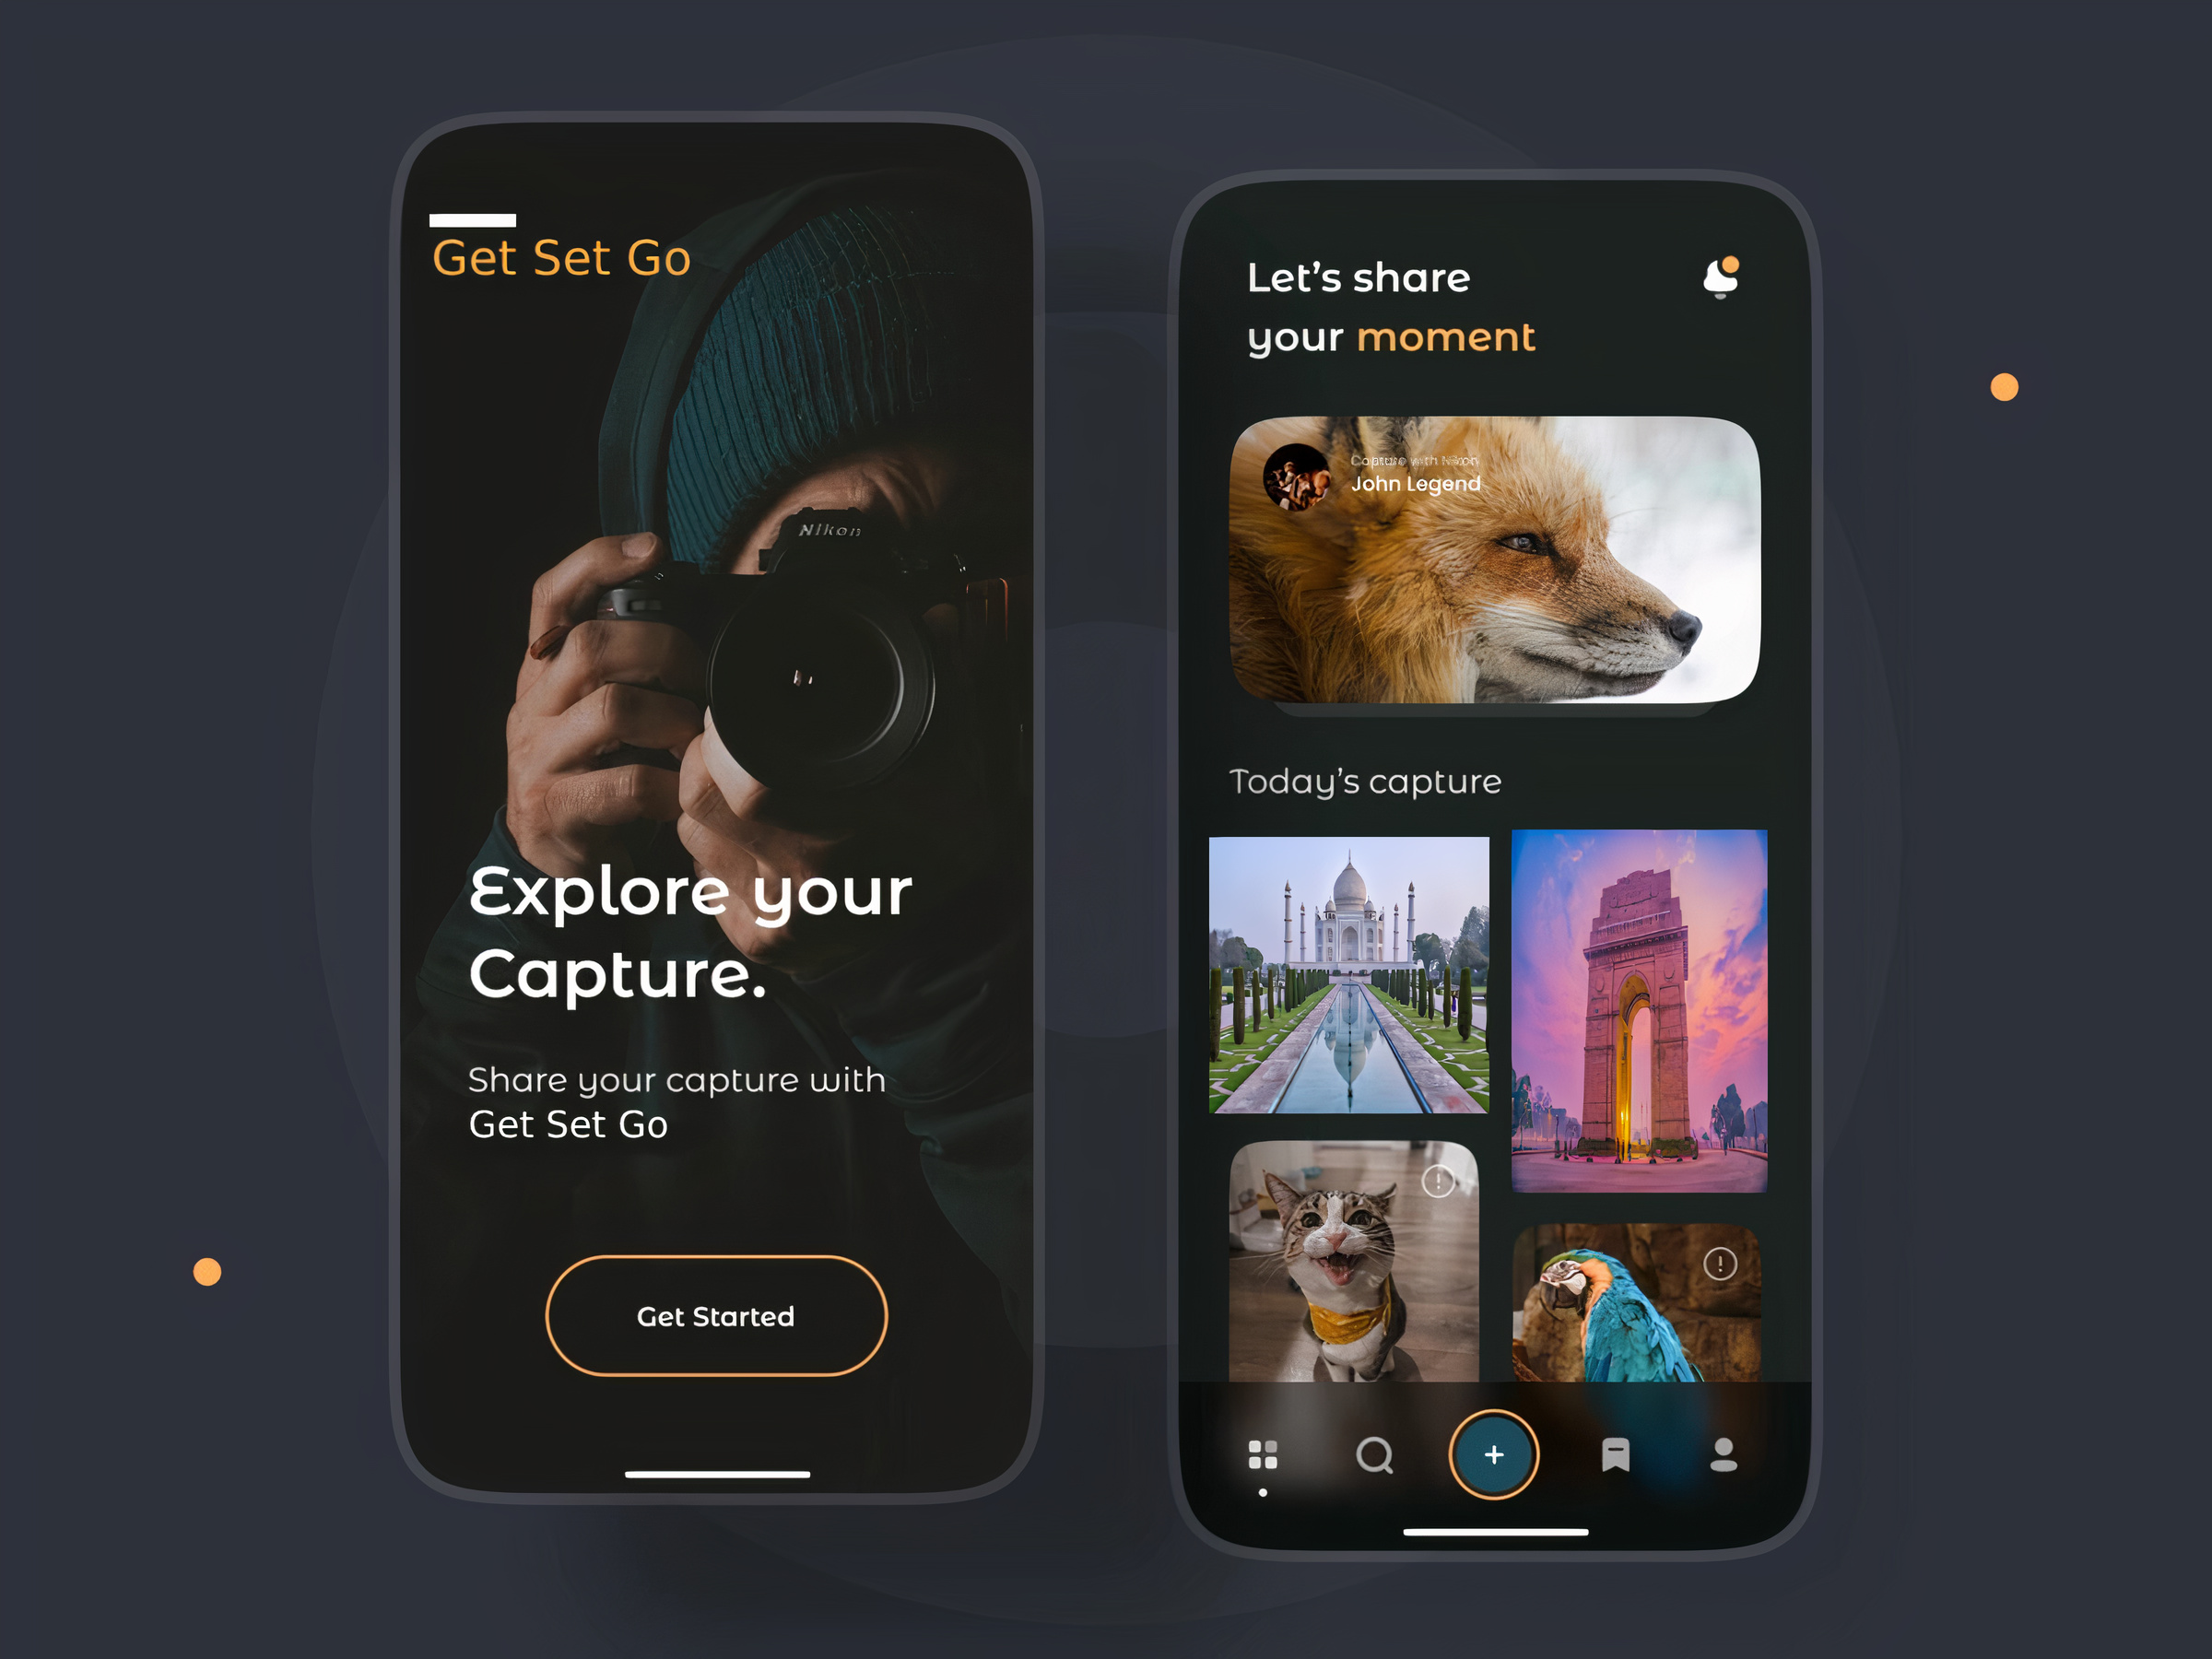 Get Set Go
Nikon
Explore your
Capture.
Share your capture with
Get Set Go
Get Started
Let’s share
your moment
Capture with Nikon
John Legend
Today’s capture